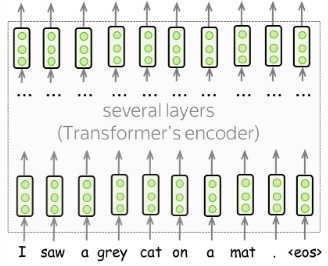 ... ... ... ... ... ... ... ... ... ...
several layers
(Transformer's encoder)
I saw a grey cat on a mat . <eos>